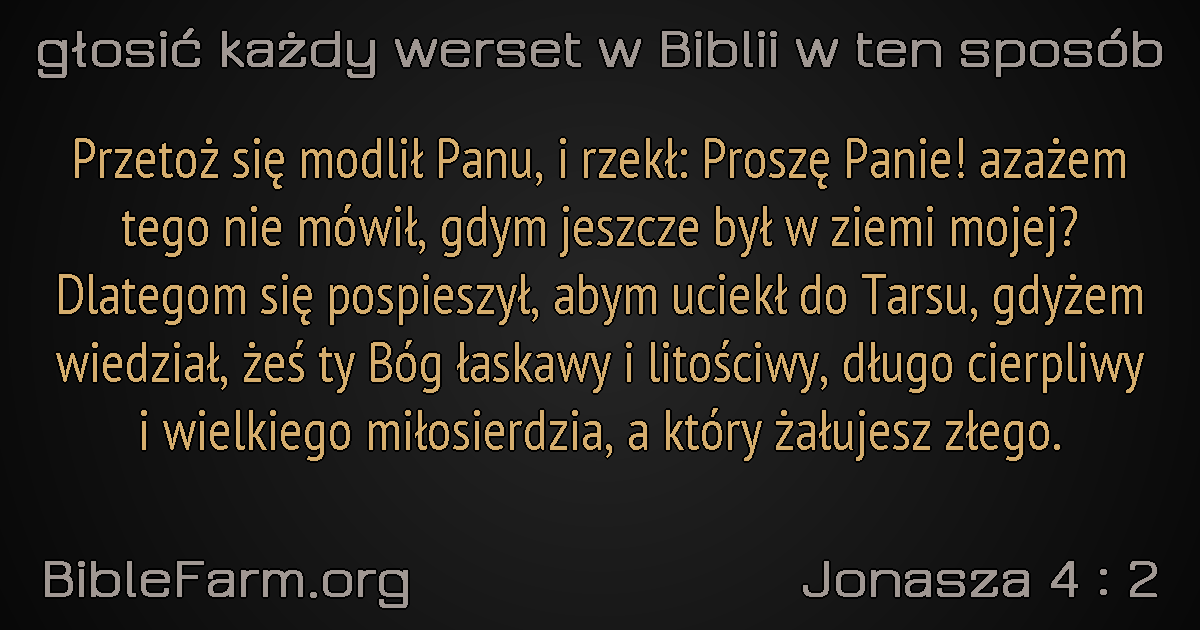 głosić każdy werset w Biblii w ten sposób
Przetoż się modlił Panu, i rzekł: Proszę Panie! azażem
tego nie mówił, gdym jeszcze był w ziemi mojej?
Dlategom się pospieszył, abym uciekł do Tarsu, gdyżem
wiedział, żeś ty Bóg łaskawy i litościwy, długo cierpliwy
i wielkiego miłosierdzia, a który żałujesz złego.
BibleFarm.org
Jonasza 4 : 2